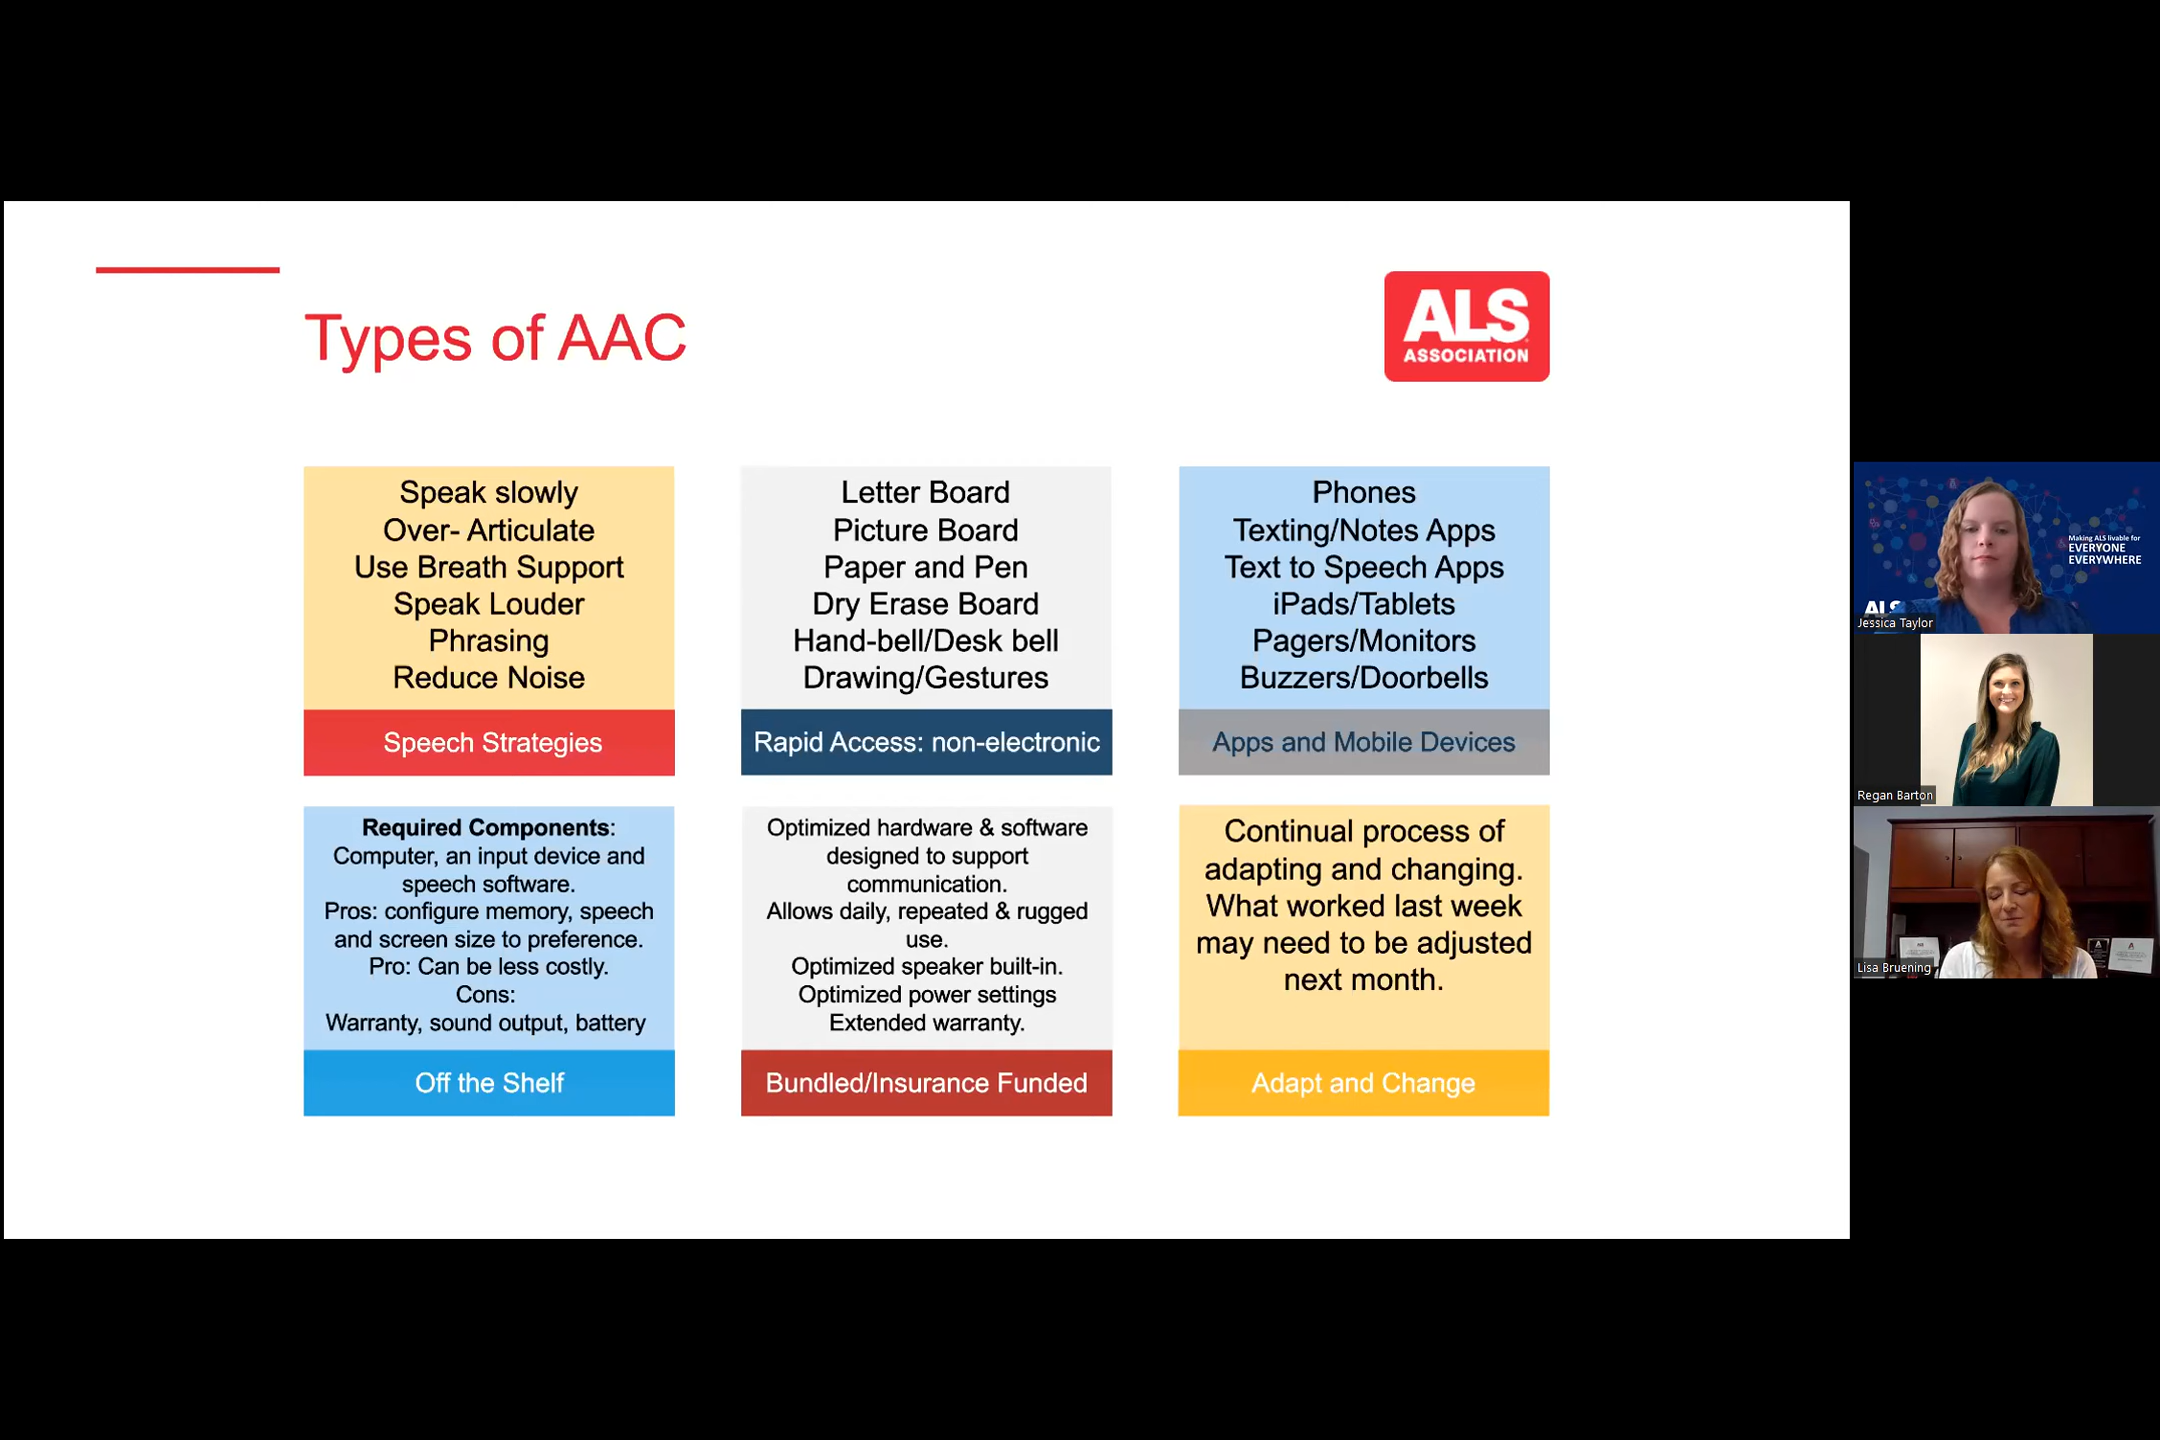 Types of AAC
ALS
ASSOCIATION
Speak slowly
Over- Articulate
Use Breath Support
Speak Louder
Phrasing
Reduce Noise
Speech Strategies
Letter Board
Picture Board
Paper and Pen
Dry Erase Board
Hand-bell/Desk bell
Drawing/Gestures
Rapid Access: non-electronic
Phones
Texting/Notes Apps
Text to Speech Apps
iPads/Tablets
Pagers/Monitors
Buzzers/Doorbells
Apps and Mobile Devices
Required Components:
Computer, an input device and
speech software.
Pros: configure memory, speech
and screen size to preference.
Pro: Can be less costly.
Cons:
Warranty, sound output, battery
Off the Shelf
Optimized hardware & software
designed to support
communication.
Allows daily, repeated & rugged
use.
Optimized speaker built-in.
Optimized power settings
Extended warranty.
Bundled/Insurance Funded
Continual process of
adapting and changing.
What worked last week
may need to be adjusted
next month.
Adapt and Change
Making ALS livable for
EVERYONE
EVERYWHERE
ALS
Jessica Taylor
Regan Barton
Lisa Bruening